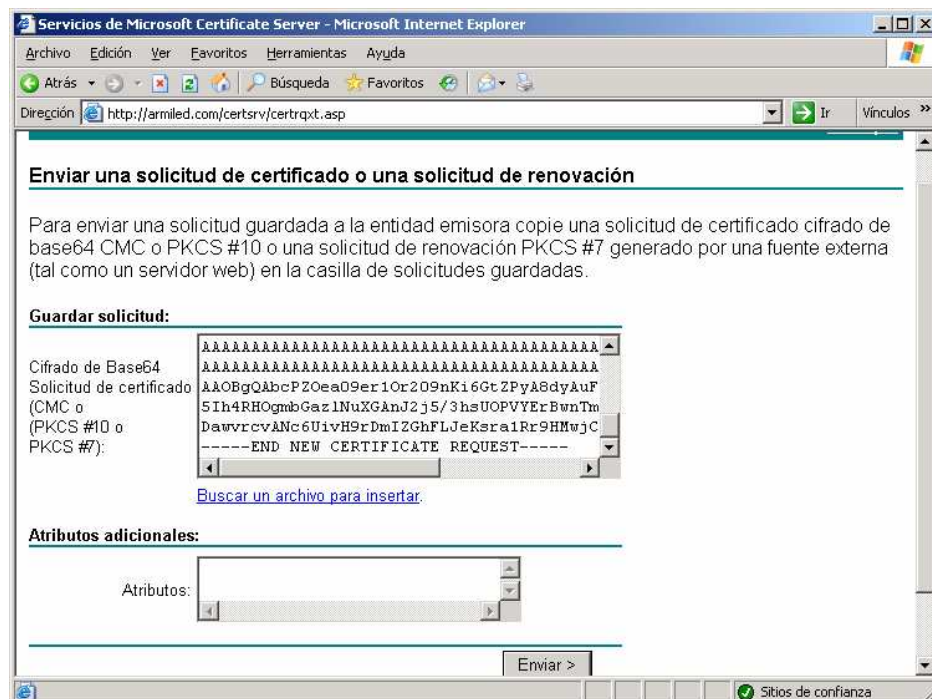 Servicios de Microsoft Certificate Server - Microsoft Internet Explorer
Archivo Edición Ver Favoritos Herramientas Ayuda
Atrás Búsqueda Favoritos
Dirección http://armiled.com/certsrv/certrqxt.asp Ir Vínculos »
Enviar una solicitud de certificado o una solicitud de renovación
Para enviar una solicitud guardada a la entidad emisora copie una solicitud de certificado cifrado de
base64 CMC o PKCS #10 o una solicitud de renovación PKCS #7 generado por una fuente externa
(tal como un servidor web) en la casilla de solicitudes guardadas.
Guardar solicitud:
Cifrado de Base64
Solicitud de certificado
(CMC o
(PKCS #10 o
PKCS #7):
AAAAAAAAAAAAAAAAAAAAAAAAAAAAAAAAAAAAAAAA
AAAAAAAAAAAAAAAAAAAAAAAAAAAAAAAAAAAAAAAA
AAOBgQAbcPZOeaO9er1Or2O9nKi6GtZPyA8dyAuF
5Ih4RHOgmbGazlNuXGAnJ2j5/3hsUOPVYErBwnTm
DawvrcvANc6UivH9rDmIZGhFLJeKsra1Rr9HMwjC
-----END NEW CERTIFICATE REQUEST-----
Buscar un archivo para insertar.
Atributos adicionales:
Atributos:
Enviar >
Sitios de confianza